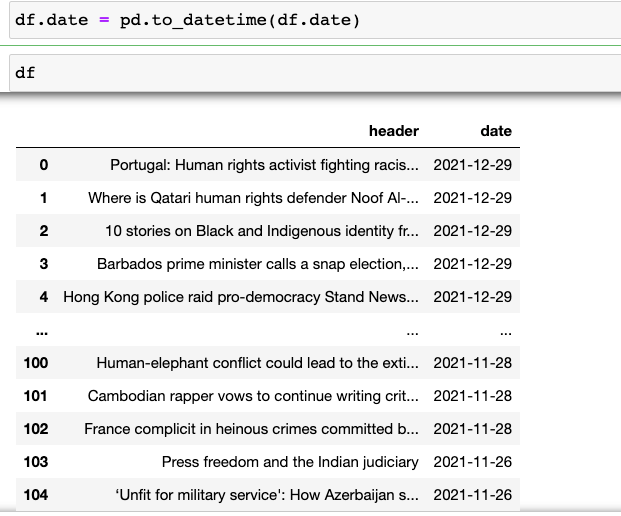 df.date = pd.to_datetime(df.date)
df
header date
0 Portugal: Human rights activist fighting racis... 2021-12-29
1 Where is Qatari human rights defender Noof Al-... 2021-12-29
2 10 stories on Black and Indigenous identity fr... 2021-12-29
3 Barbados prime minister calls a snap election,... 2021-12-29
4 Hong Kong police raid pro-democracy Stand News... 2021-12-29
... ... ...
100 Human-elephant conflict could lead to the exti... 2021-11-28
101 Cambodian rapper vows to continue writing crit... 2021-11-28
102 France complicit in heinous crimes committed b... 2021-11-28
103 Press freedom and the Indian judiciary 2021-11-26
104 ‘Unfit for military service': How Azerbaijan s... 2021-11-26